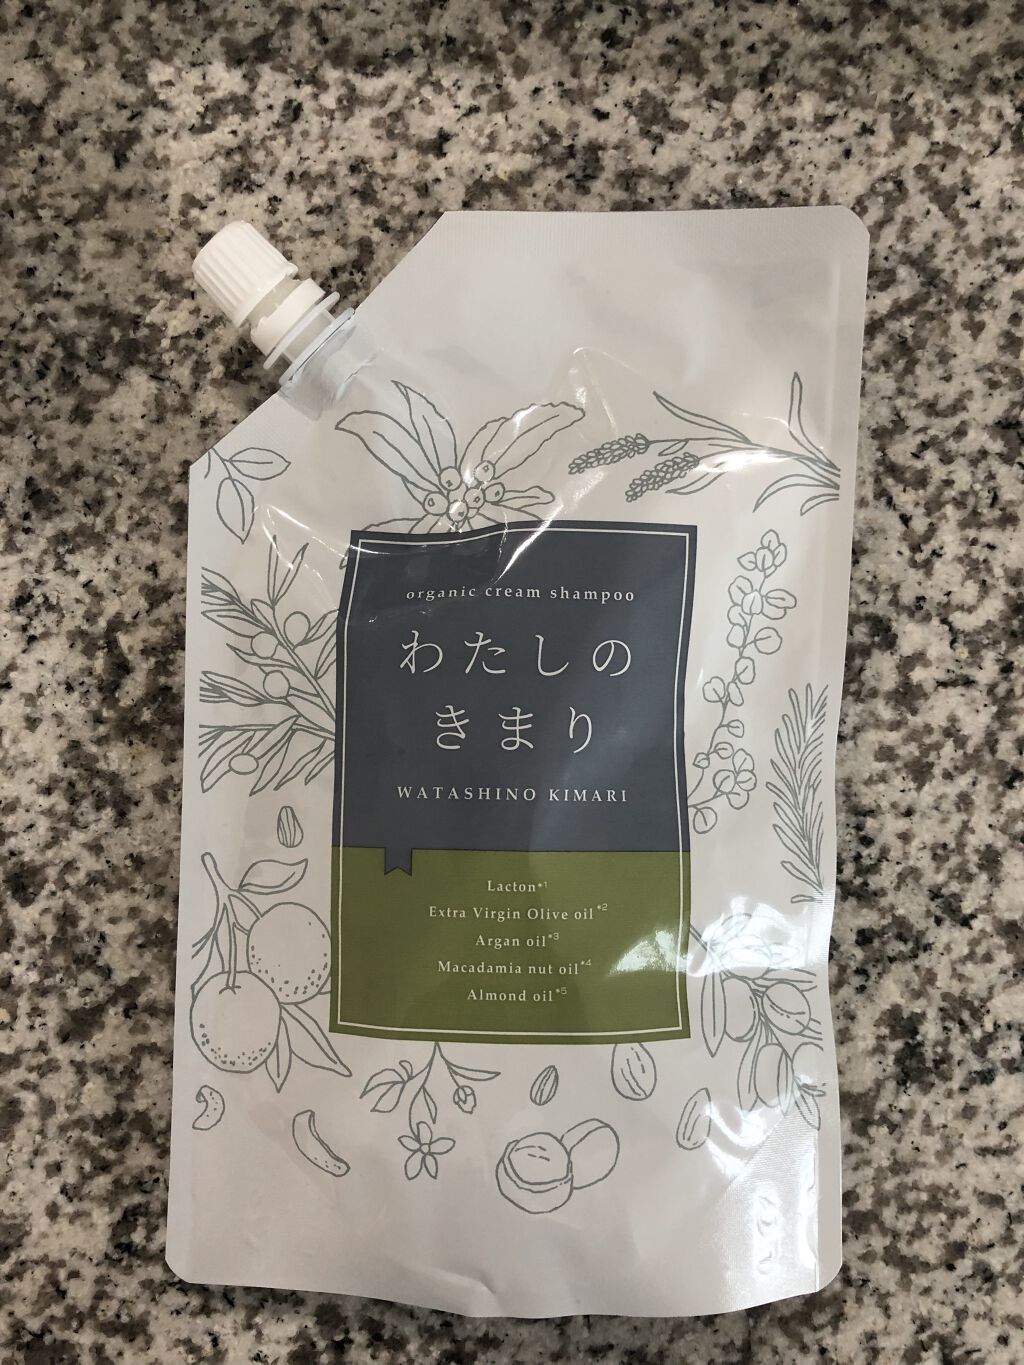 organic cream shampoo
わたしの
きまり
WATASHINO KIMARI
Lacton*1
Extra Virgin Olive oil*2
Argan oil*3
Macadamia nut oil*4
Almond oil*5